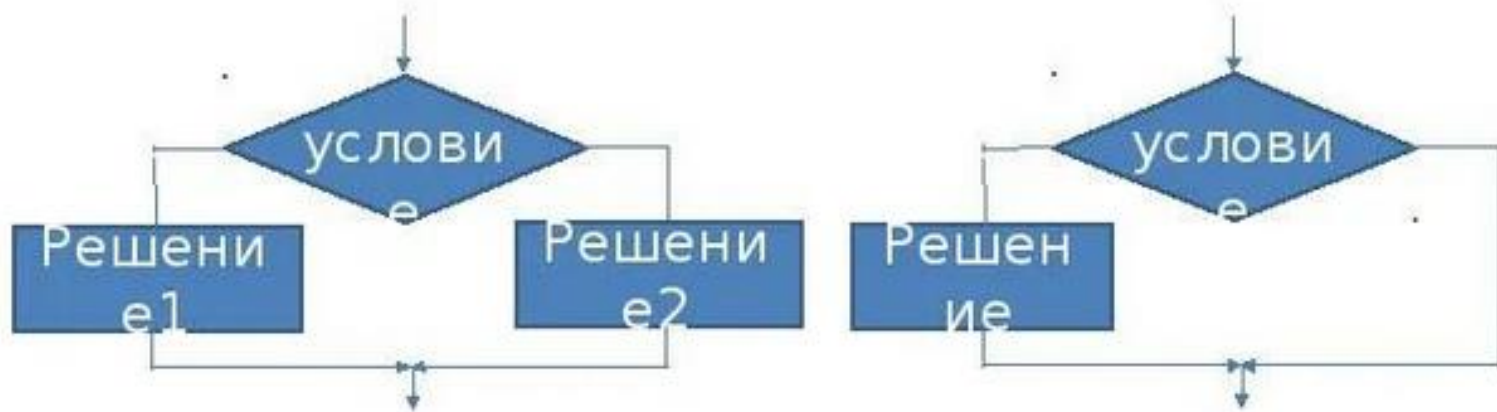 услови
е
Решени
е1
Решени
е2
услови
е
Решен
ие